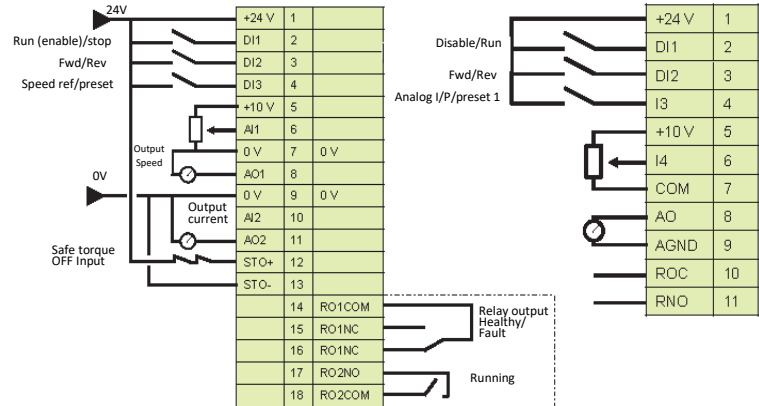 24V
+24 V 1
Run (enable)/stop DI1 2
Fwd/Rev DI2 3
Speed ref/preset DI3 4
+10 V 5
AI1 6
Output
Speed
0 V 7 0 V
AO1 8
0V
0 V 9 0 V
Output
current
AI2 10
AO2 11
Safe torque
OFF Input
STO+ 12
STO- 13
14 RO1COM
15 RO1NC
16 RO1NC
17 RO2NO
18 RO2COM
Relay output
Healthy/
Fault
Running
+24 V 1
Disable/Run DI1 2
Fwd/Rev DI2 3
Analog I/P/preset 1 I3 4
+10 V 5
I4 6
COM 7
AO 8
AGND 9
ROC 10
RNO 11